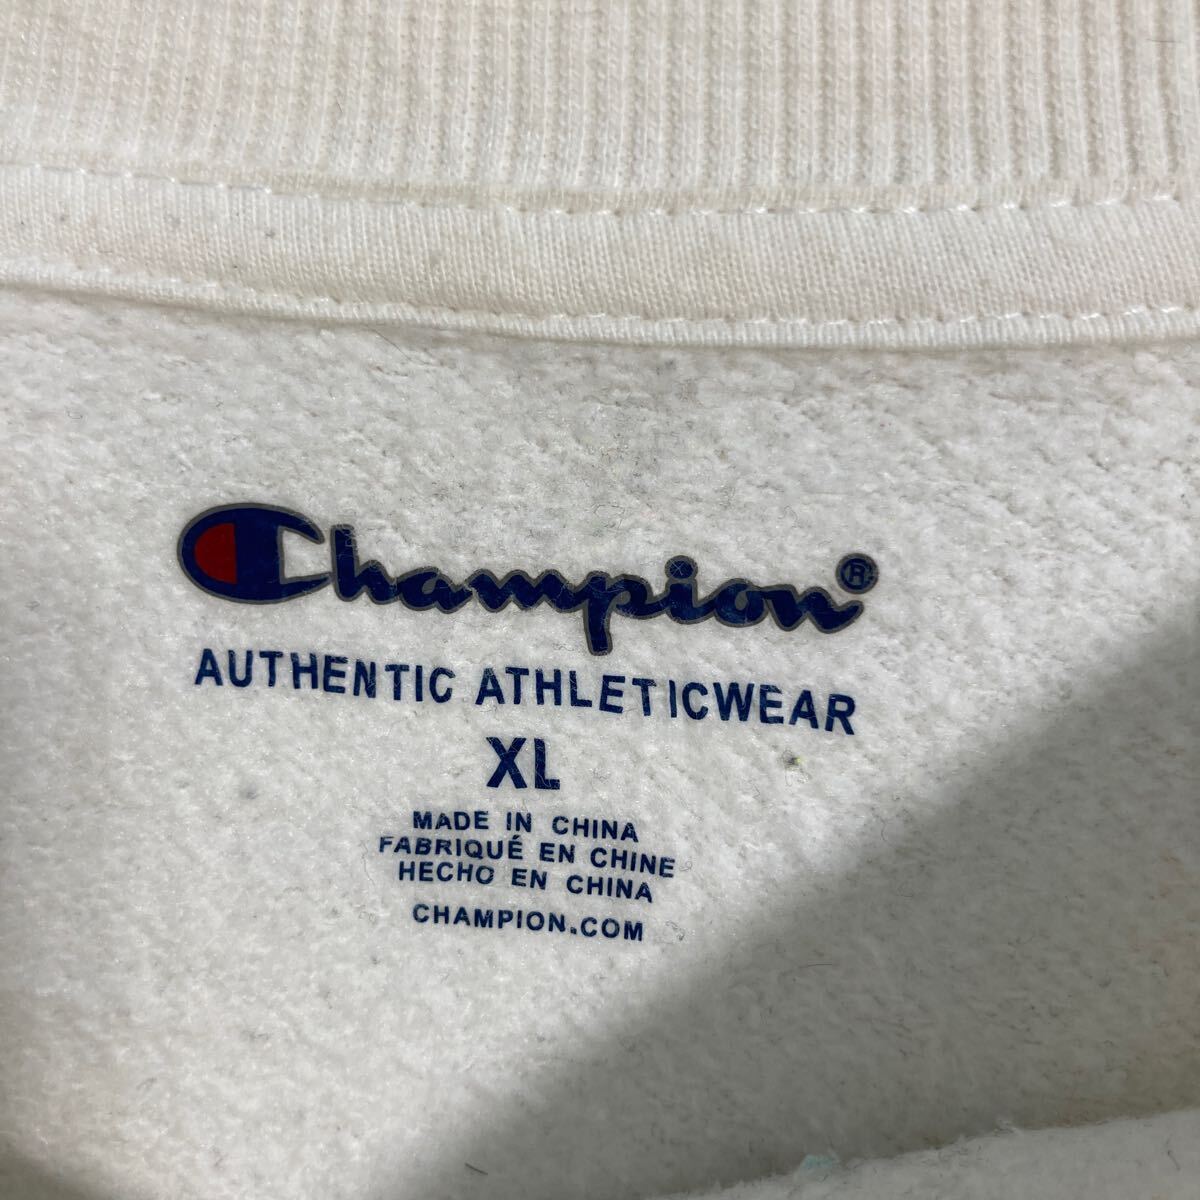 Champion®
AUTHENTIC ATHLETICWEAR
XL
MADE IN CHINA
FABRIQUÉ EN CHINE
HECHO EN CHINA
CHAMPION.COM